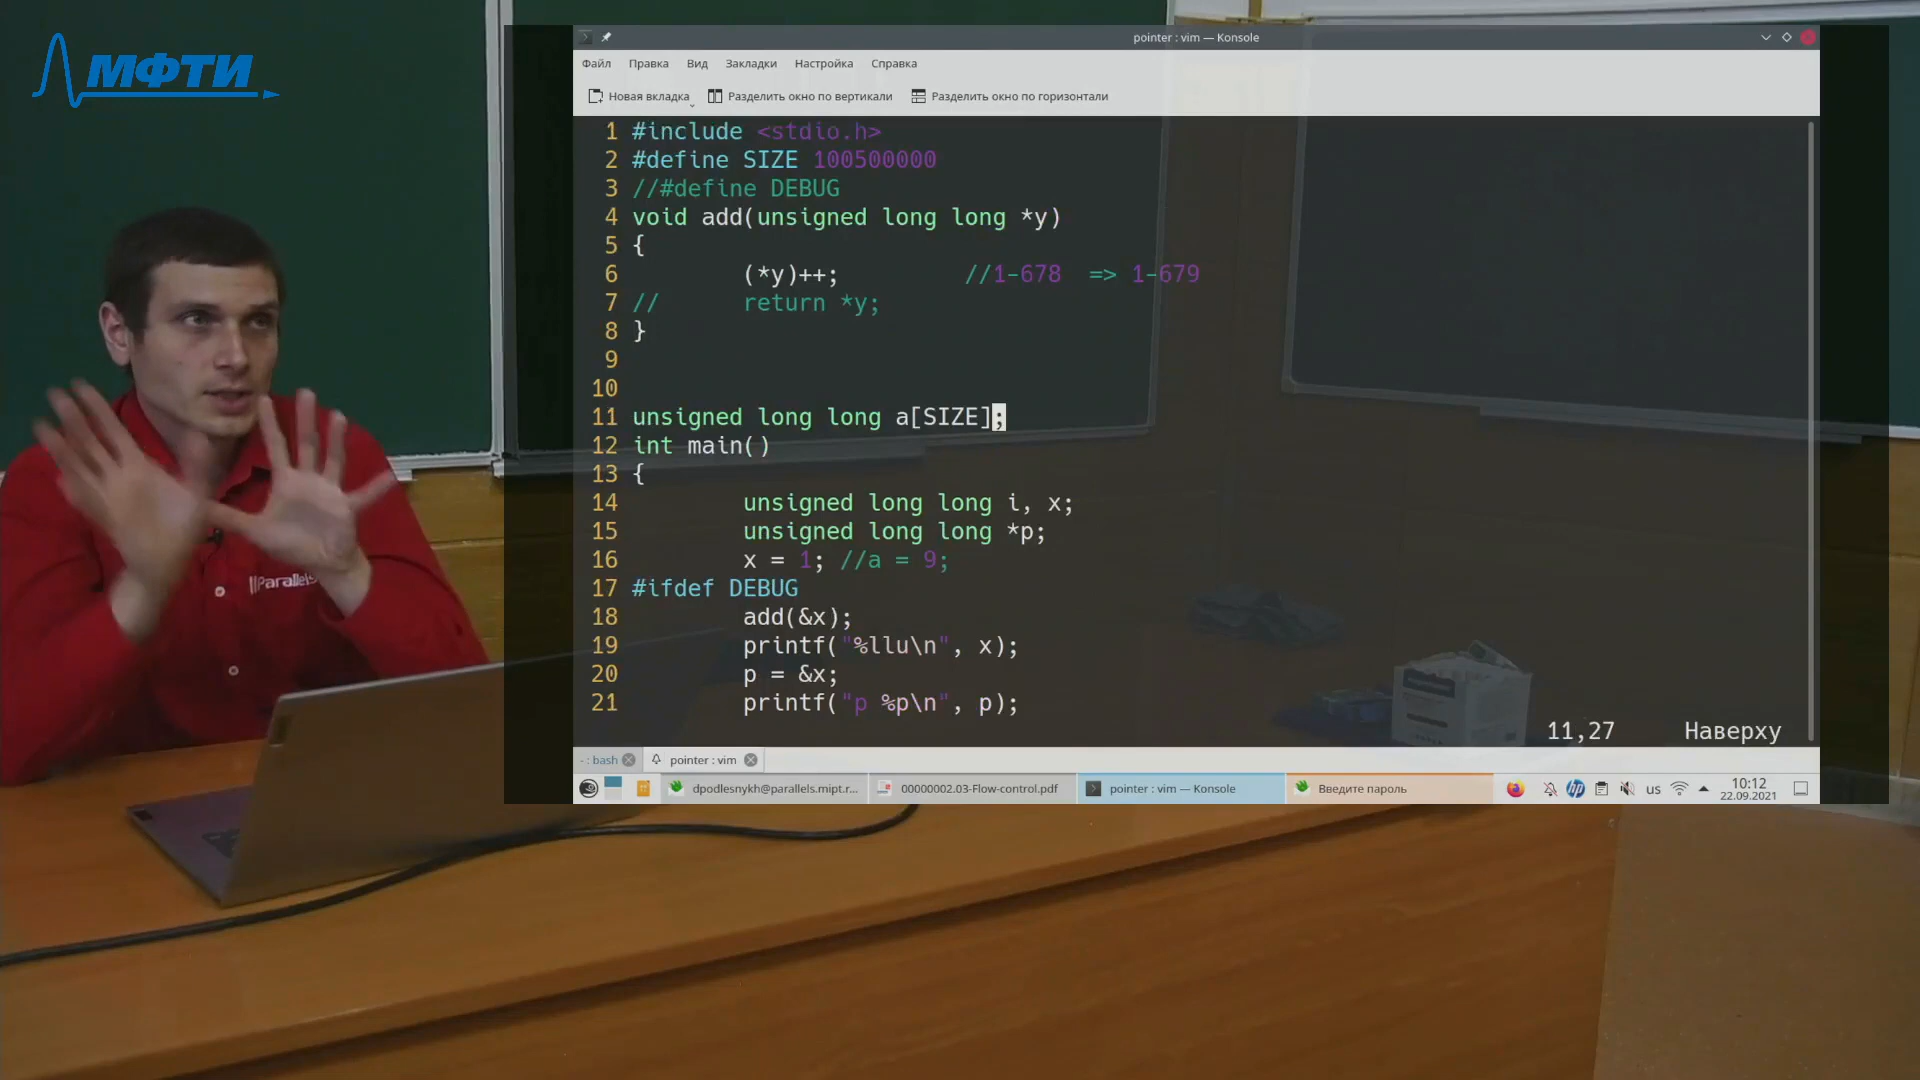 МФТИ
pointer : vim — Konsole
Файл Правка Вид Закладки Настройка Справка
Новая вкладка Разделить окно по вертикали Разделить окно по горизонтали
1 #include <stdio.h>
2 #define SIZE 100500000
3 //#define DEBUG
4 void add(unsigned long long *y)
5 {
6 (*y)++; //1-678 => 1-679
7 // return *y;
8 }
9
10
11 unsigned long long a[SIZE];
12 int main()
13 {
14 unsigned long long i, x;
15 unsigned long long *p;
16 x = 1; //a = 9;
17 #ifdef DEBUG
18 add(&x);
19 printf("%llu\n", x);
20 p = &x;
21 printf("p %p\n", p);
11,27 Наверху
- : bash pointer : vim
dpodlesnykh@parallels.mipt.r... 00000002.03-Flow-control.pdf pointer : vim — Konsole Введите пароль us 10:12
22.09.2021
Parallels